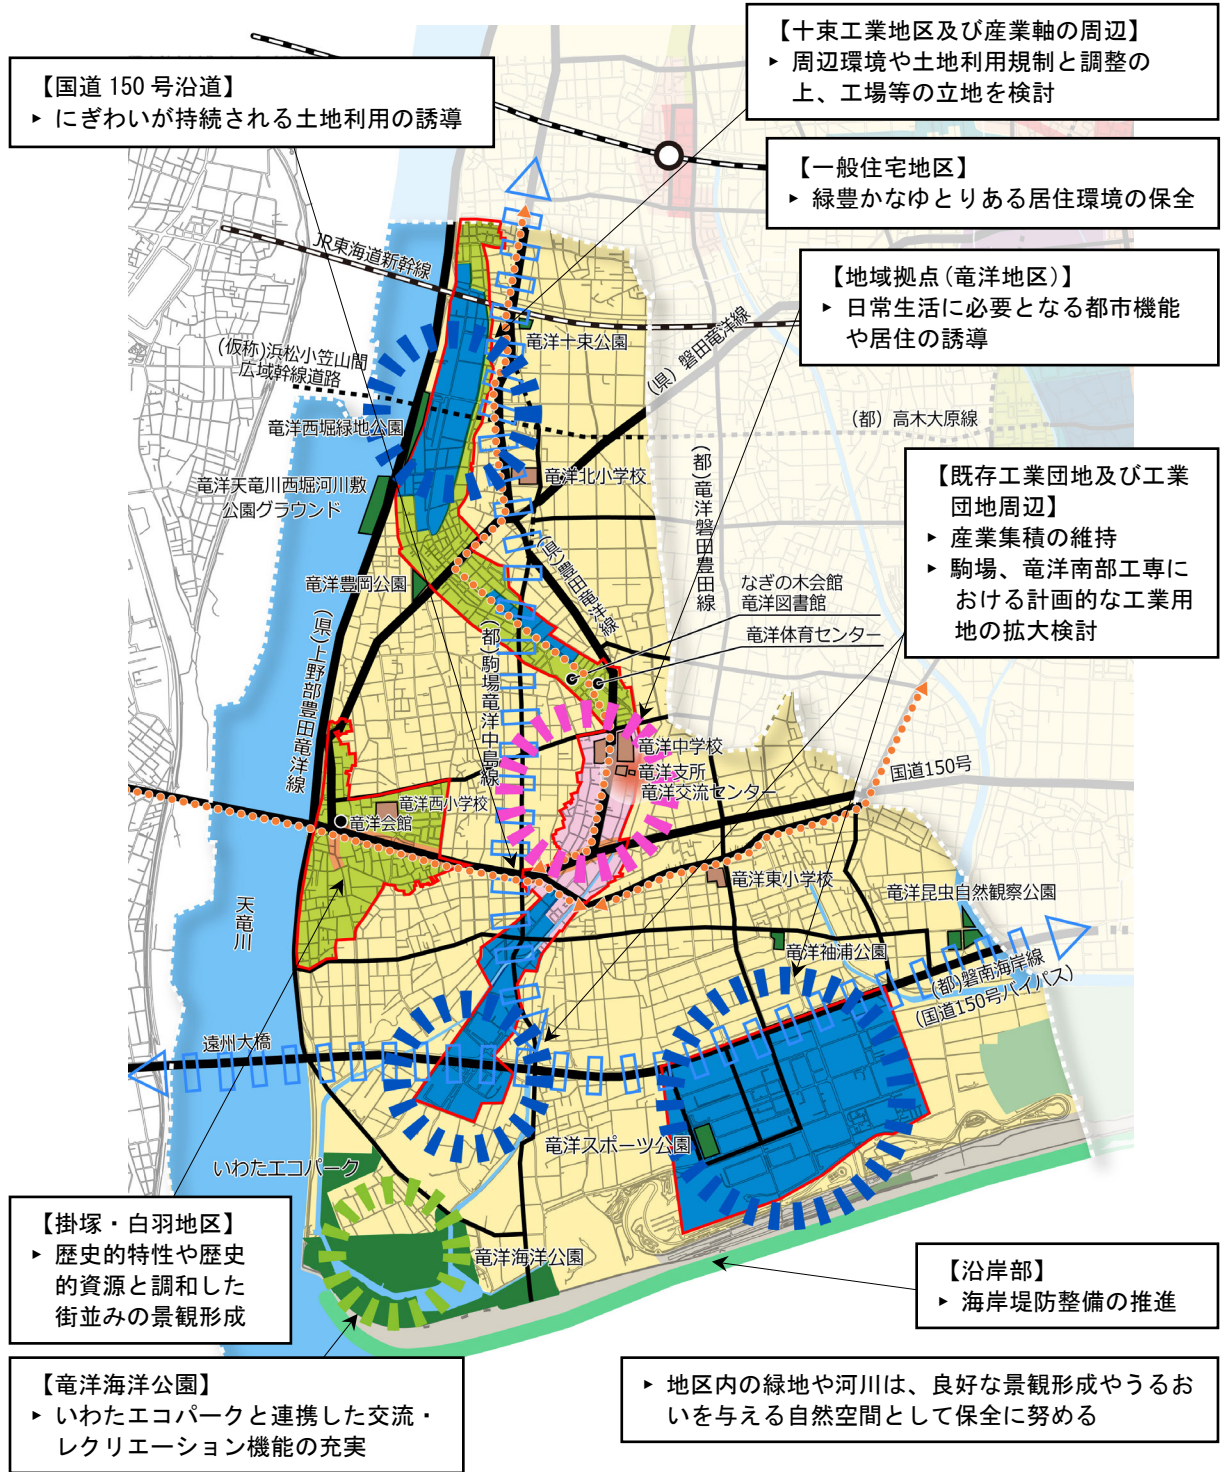 【十束工業地区及び産業軸の周辺】
▸ 周辺環境や土地利用規制と調整の
上、工場等の立地を検討
【国道150号沿道】
▸ にぎわいが持続される土地利用の誘導
【一般住宅地区】
▸ 緑豊かなゆとりある居住環境の保全
【地域拠点(竜洋地区)】
▸ 日常生活に必要となる都市機能
や居住の誘導
JR東海道新幹線
竜洋十束公園
(県)磐田竜洋線
(仮称)浜松小笠山間
広域幹線道路
竜洋西堀緑地公園
(都)高木大原線
【既存工業団地及び工業
団地周辺】
▸ 産業集積の維持
▸ 駒場、竜洋南部工専に
おける計画的な工業用
地の拡大検討
竜洋北小学校
竜洋天竜川西堀河川敷
公園グラウンド
(都)竜洋磐田豊田線
(県)豊田竜洋線
竜洋豊岡公園
なぎの木会館
竜洋図書館
竜洋体育センター
(県)上野部豊田竜洋線
(都)駒場竜洋中島線
竜洋中学校
竜洋支所
竜洋交流センター
国道150号
竜洋西小学校
竜洋会館
竜洋東小学校
竜洋昆虫自然観察公園
天竜川
竜洋袖浦公園
(都)磐南海岸線
(国道150号バイパス)
遠州大橋
竜洋スポーツ公園
いわたエコパーク
【掛塚・白羽地区】
▸ 歴史的特性や歴史
的資源と調和した
街並みの景観形成
竜洋海洋公園
【沿岸部】
▸ 海岸堤防整備の推進
【竜洋海洋公園】
▸ いわたエコパークと連携した交流・
レクリエーション機能の充実
▸ 地区内の緑地や河川は、良好な景観形成やうるお
いを与える自然空間として保全に努める